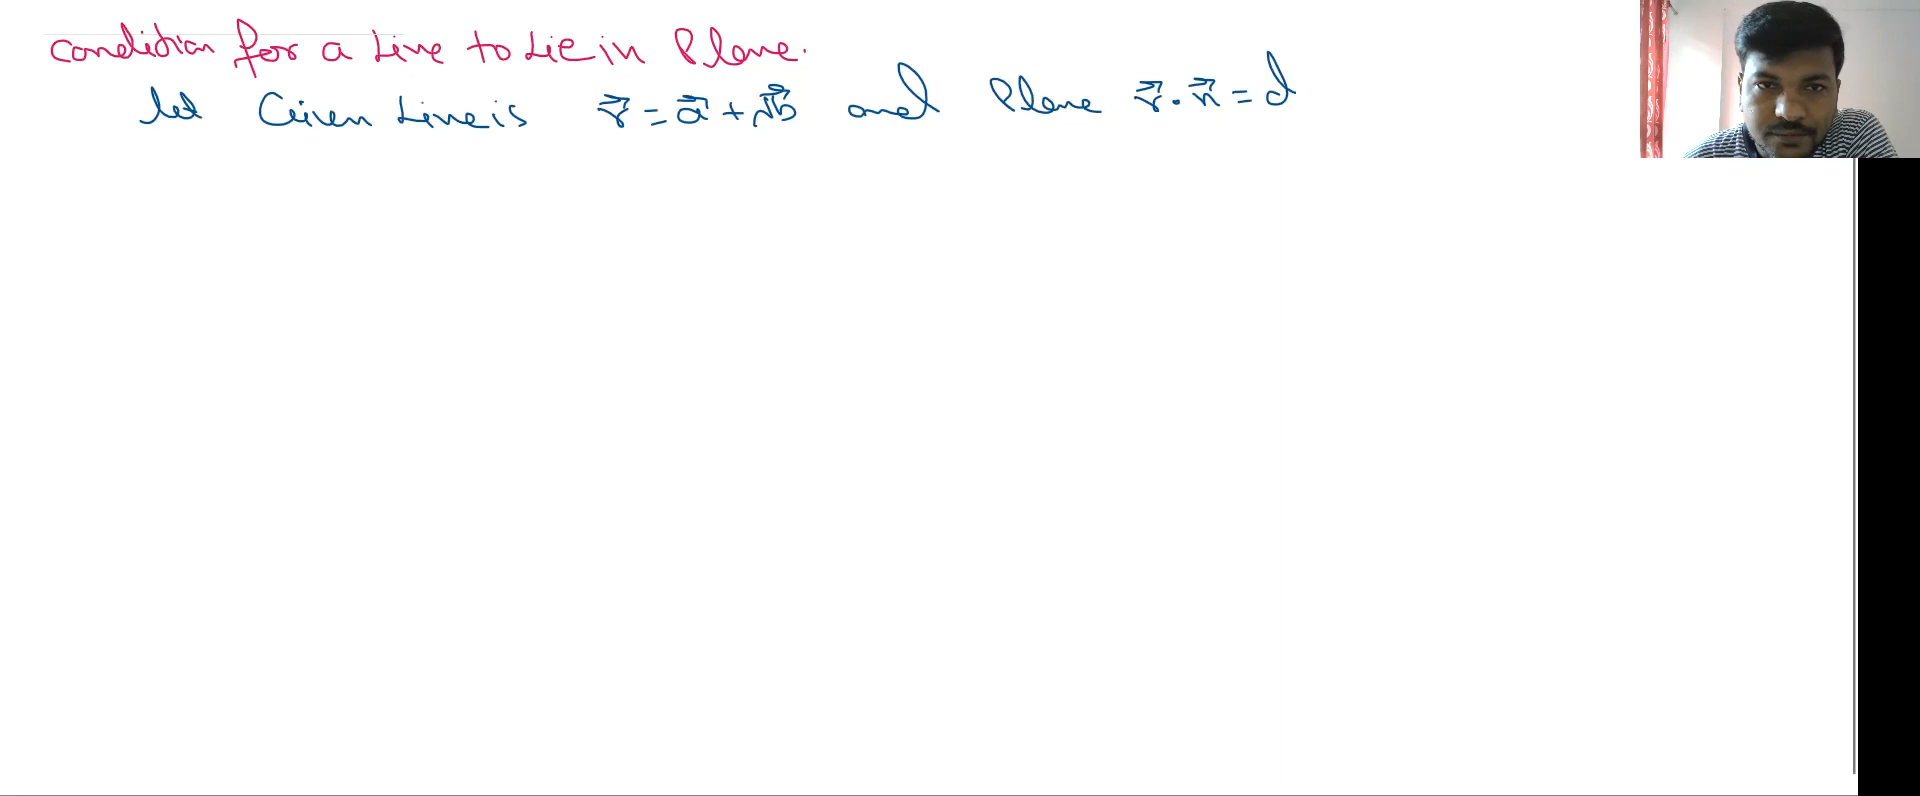 Condition for a Line to Lie in Plane.
let Given Line is r⃗ = a⃗ + λb⃗ and Plane r⃗ · n⃗ = d